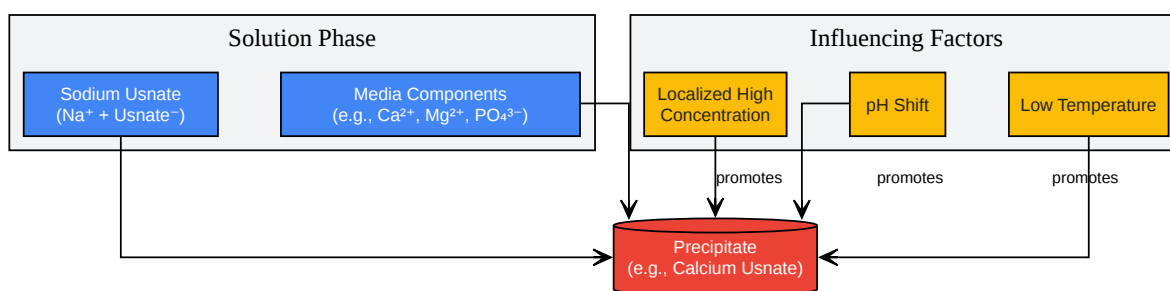 Solution Phase
Influencing Factors
Sodium Usnate
(Na⁺ + Usnate⁻)
Media Components
(e.g., Ca²⁺, Mg²⁺, PO₄³⁻)
Localized High
Concentration
pH Shift
Low Temperature
promotes
promotes
promotes
Precipitate
(e.g., Calcium Usnate)